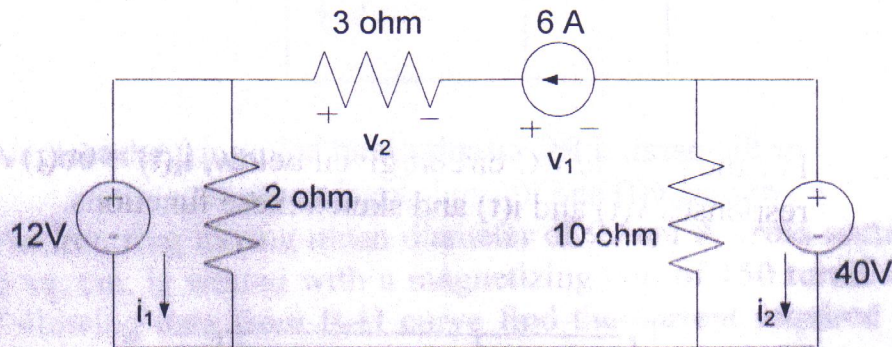 3 ohm
6 A
+ −
v₂
+ −
v₁
12V
+
-
2 ohm
10 ohm
+
-
40V
i₁
i₂